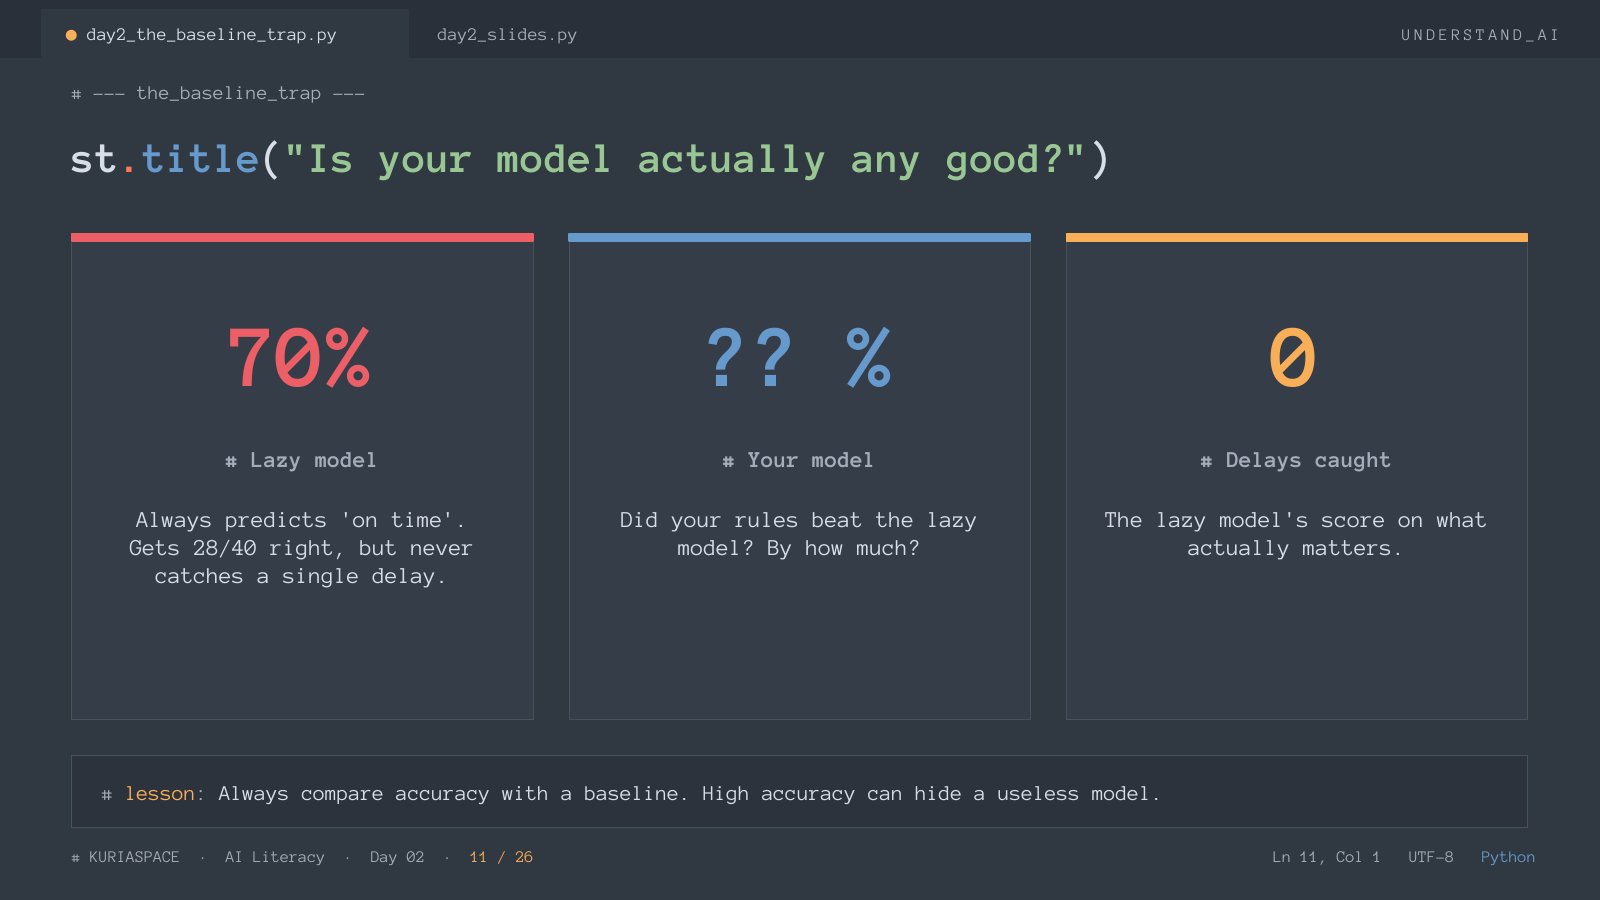 day2_the_baseline_trap.py
day2_slides.py
UNDERSTAND_AI
# --- the_baseline_trap ---
st.title("Is your model actually any good?")
70%
# Lazy model
Always predicts 'on time'.
Gets 28/40 right, but never
catches a single delay.
?? %
# Your model
Did your rules beat the lazy
model? By how much?
0
# Delays caught
The lazy model's score on what
actually matters.
# lesson: Always compare accuracy with a baseline. High accuracy can hide a useless model.
# KURIASPACE · AI Literacy · Day 02 · 11 / 26
Ln 11, Col 1 UTF-8 Python